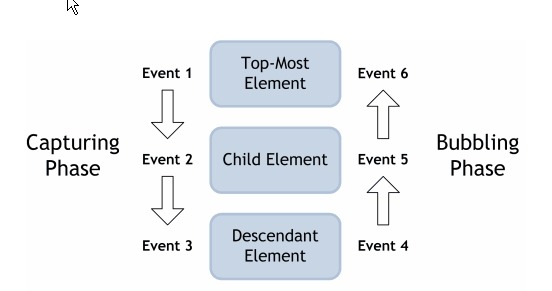 Top-Most
Element
Event 1
Event 6
Capturing
Phase
Event 2
Child Element
Event 5
Bubbling
Phase
Event 3
Descendant
Element
Event 4